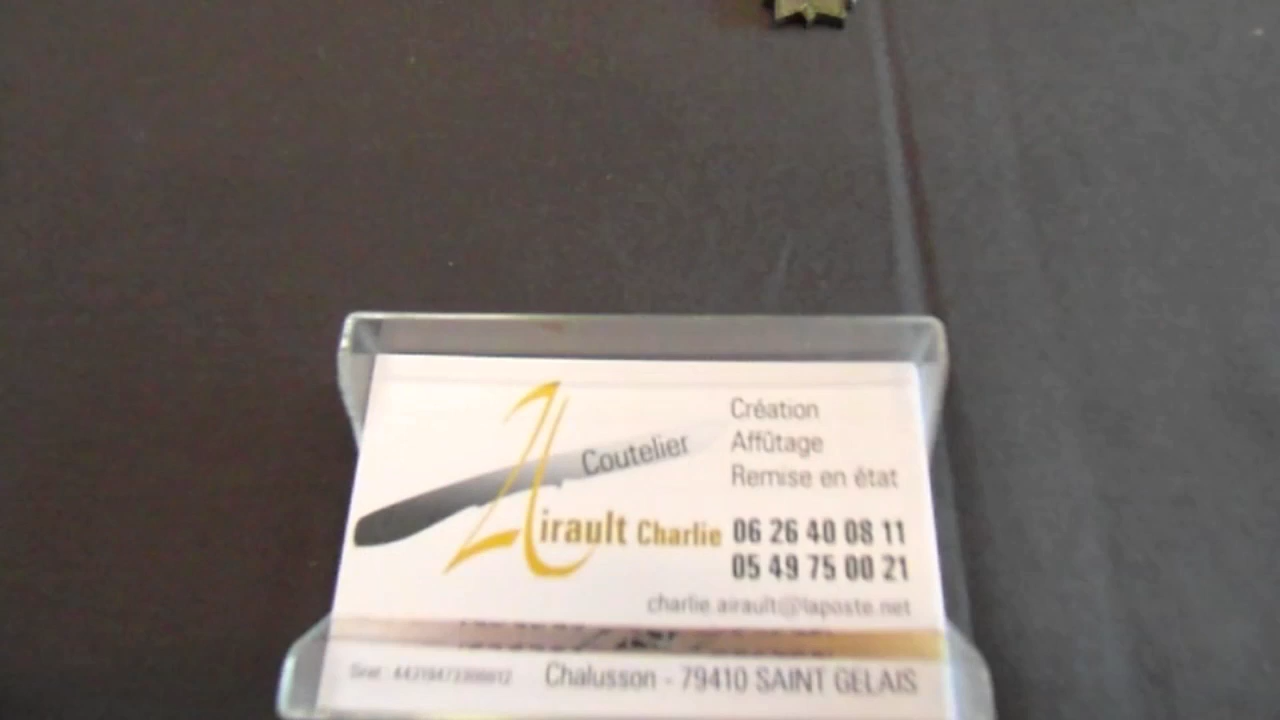 Coutelier
Airault Charlie
Création
Affûtage
Remise en état
06 26 40 08 11
05 49 75 00 21
charlie.airault@laposte.net
Siret :
Chalusson - 79410 SAINT GELAIS